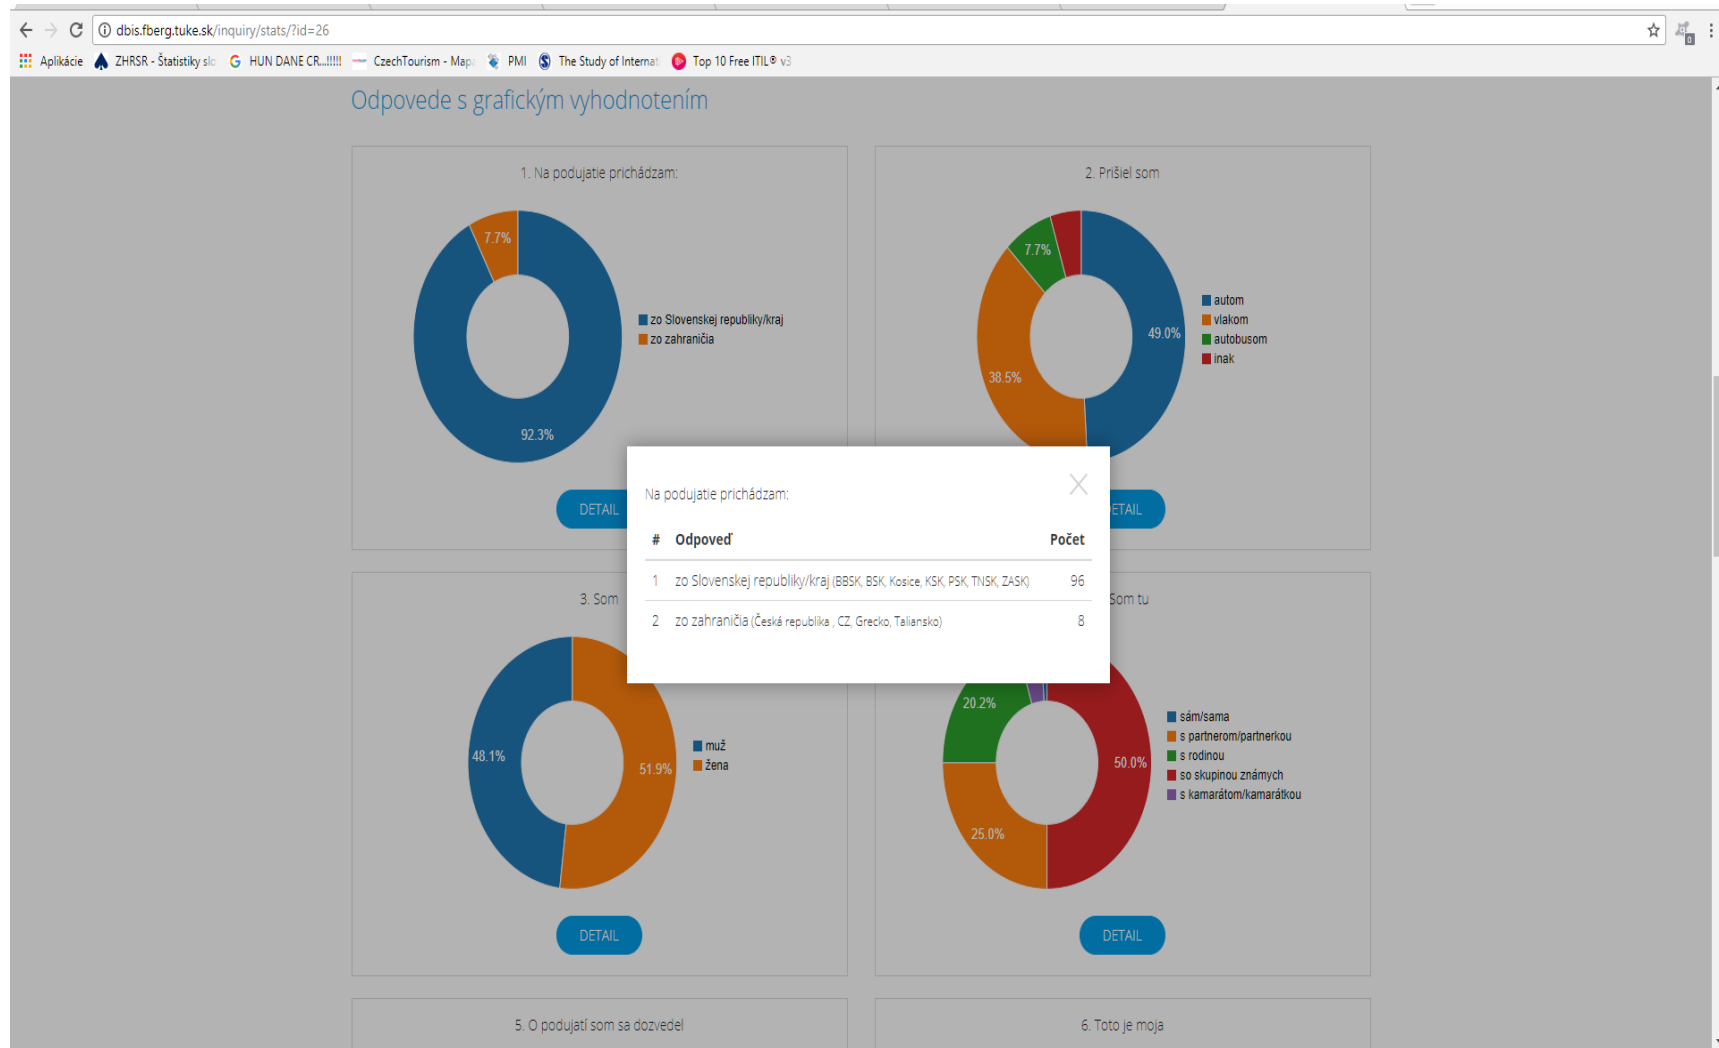 dbis.fberg.tuke.sk/inquiry/stats/?id=26
0
Aplikácie ZHRSR - Štatistiky slo HUN DANE CR...!!!!! CzechTourism - Map PMI The Study of Internat Top 10 Free ITIL® v3
Odpovede s grafickým vyhodnotením
1. Na podujatie prichádzam:
7.7%
92.3%
zo Slovenskej republiky/kraj
zo zahraničia
DETAIL
2. Prišiel som
7.7%
49.0%
38.5%
autom
vlakom
autobusom
inak
ETAIL
Na podujatie prichádzam:
# Odpoveď Počet
1 zo Slovenskej republiky/kraj (BBSK, BSK, Kosice, KSK, PSK, TNSK, ZASK) 96
2 zo zahraničia (Česká republika , CZ, Grecko, Taliansko) 8
3. Som
48.1%
51.9%
muž
žena
DETAIL
Som tu
20.2%
50.0%
25.0%
sám/sama
s partnerom/partnerkou
s rodinou
so skupinou známych
s kamarátom/kamarátkou
DETAIL
5. O podujatí som sa dozvedel
6. Toto je moja